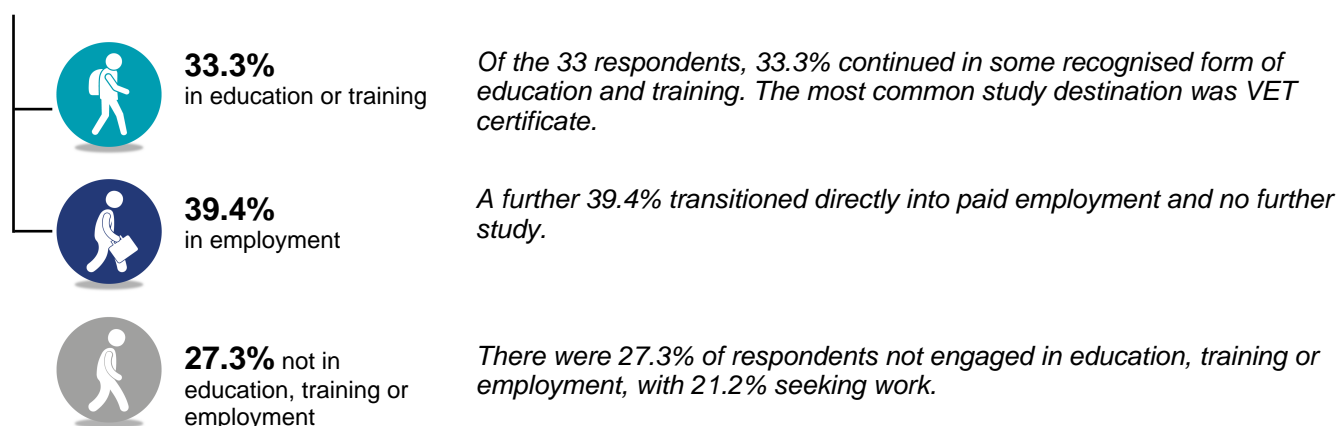 33.3%
in education or training
Of the 33 respondents, 33.3% continued in some recognised form of
education and training. The most common study destination was VET
certificate.
39.4%
in employment
A further 39.4% transitioned directly into paid employment and no further
study.
27.3% not in
education, training or
employment
There were 27.3% of respondents not engaged in education, training or
employment, with 21.2% seeking work.